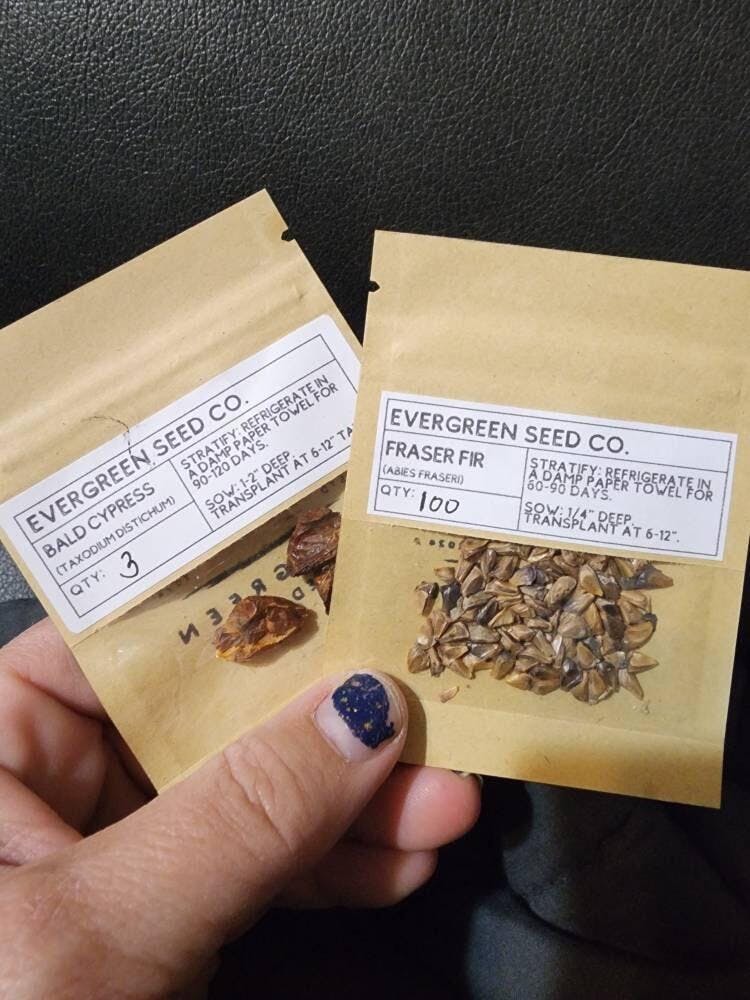 EVERGREEN SEED CO.
BALD CYPRESS
(TAXODIUM DISTICHUM)
QTY: 3
STRATIFY: REFRIGERATE IN
A DAMP PAPER TOWEL FOR
90-120 DAYS.
SOW: 1-2" DEEP.
TRANSPLANT AT 6-12" TA
EVERGREEN SEED CO.
FRASER FIR
(ABIES FRASERI)
QTY: 100
STRATIFY: REFRIGERATE IN
A DAMP PAPER TOWEL FOR
60-90 DAYS.
SOW: 1/4" DEEP.
TRANSPLANT AT 6-12".